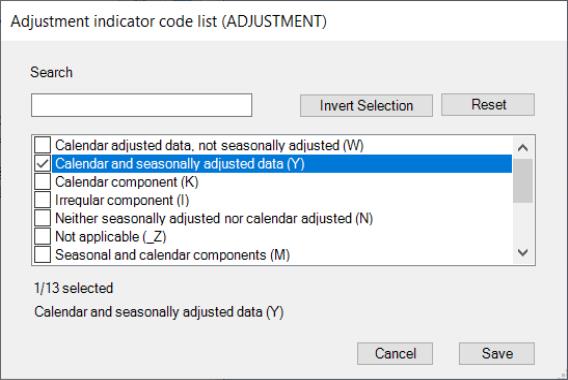 Adjustment indicator code list (ADJUSTMENT)
Search
Invert Selection
Reset
Calendar adjusted data, not seasonally adjusted (W)
Calendar and seasonally adjusted data (Y)
Calendar component (K)
Irregular component (I)
Neither seasonally adjusted nor calendar adjusted (N)
Not applicable (_Z)
Seasonal and calendar components (M)
1/13 selected
Calendar and seasonally adjusted data (Y)
Cancel
Save